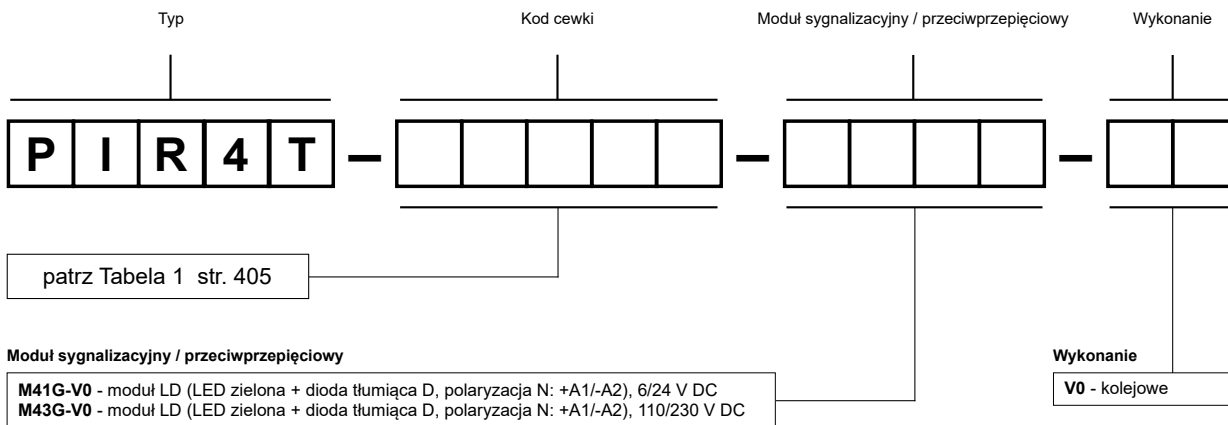 Typ Kod cewki Moduł sygnalizacyjny / przeciwprzepięciowy Wykonanie
P I R 4 T – –  –
patrz Tabela 1 str. 405
Moduł sygnalizacyjny / przeciwprzepięciowy
M41G-V0 - moduł LD (LED zielona + dioda tłumiąca D, polaryzacja N: +A1/-A2), 6/24 V DC
M43G-V0 - moduł LD (LED zielona + dioda tłumiąca D, polaryzacja N: +A1/-A2), 110/230 V DC
Wykonanie
V0 - kolejowe